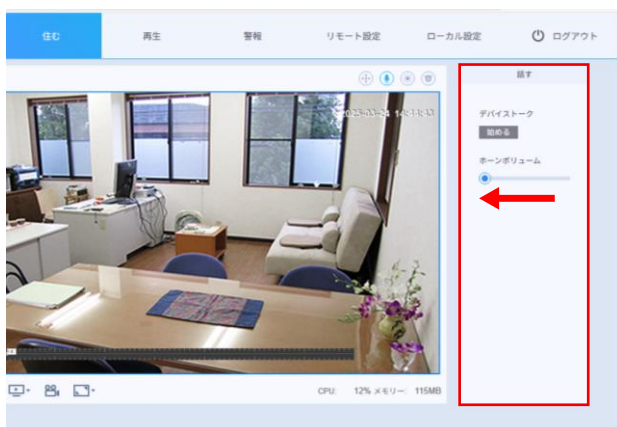 住む 再生 警報 リモート設定 ローカル設定 ログアウト
話す
デバイストーク
始める
ホーンボリューム
CPU: 12% メモリー: 115MB